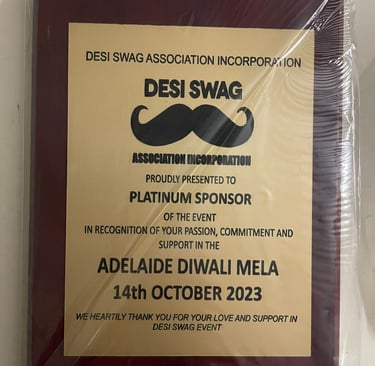 DESI SWAG ASSOCIATION INCORPORATION
DESI SWAG
ASSOCIATION INCORPORATION
PROUDLY PRESENTED TO
PLATINUM SPONSOR
OF THE EVENT
IN RECOGNITION OF YOUR PASSION, COMMITMENT AND
SUPPORT IN THE
ADELAIDE DIWALI MELA
14th OCTOBER 2023
WE HEARTILY THANK YOU FOR YOUR LOVE AND SUPPORT IN
DESI SWAG EVENT